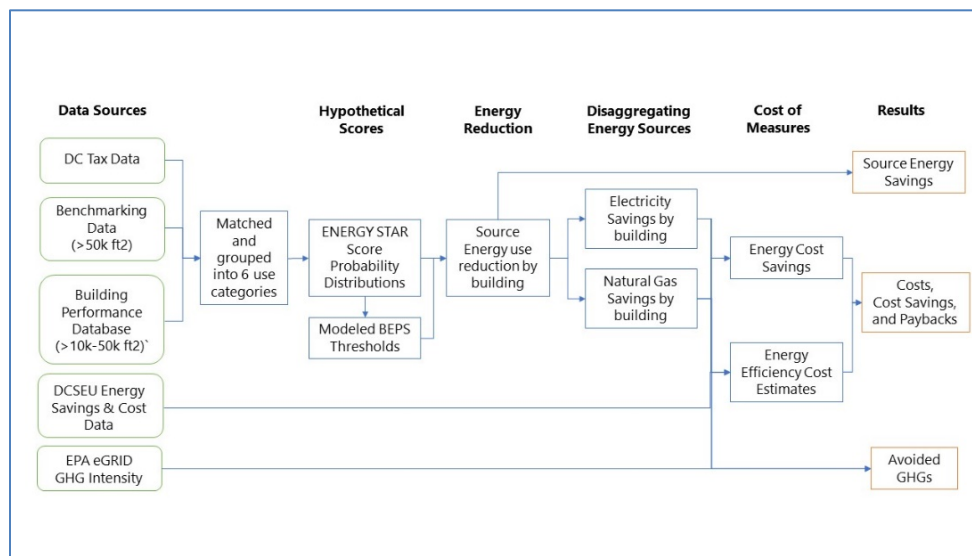 Data Sources
Hypothetical
Scores
Energy
Reduction
Disaggregating
Energy Sources
Cost of
Measures
Results
DC Tax Data
Benchmarking
Data
(>50k ft2)
Building
Performance
Database
(>10k-50k ft2)`
DCSEU Energy
Savings & Cost
Data
EPA eGRID
GHG Intensity
Matched
and
grouped
into 6 use
categories
ENERGY STAR
Score
Probability
Distributions
Modeled BEPS
Thresholds
Source
Energy use
reduction by
building
Electricity
Savings by
building
Natural Gas
Savings by
building
Energy Cost
Savings
Energy
Efficiency Cost
Estimates
Source Energy
Savings
Costs,
Cost Savings,
and Paybacks
Avoided
GHGs